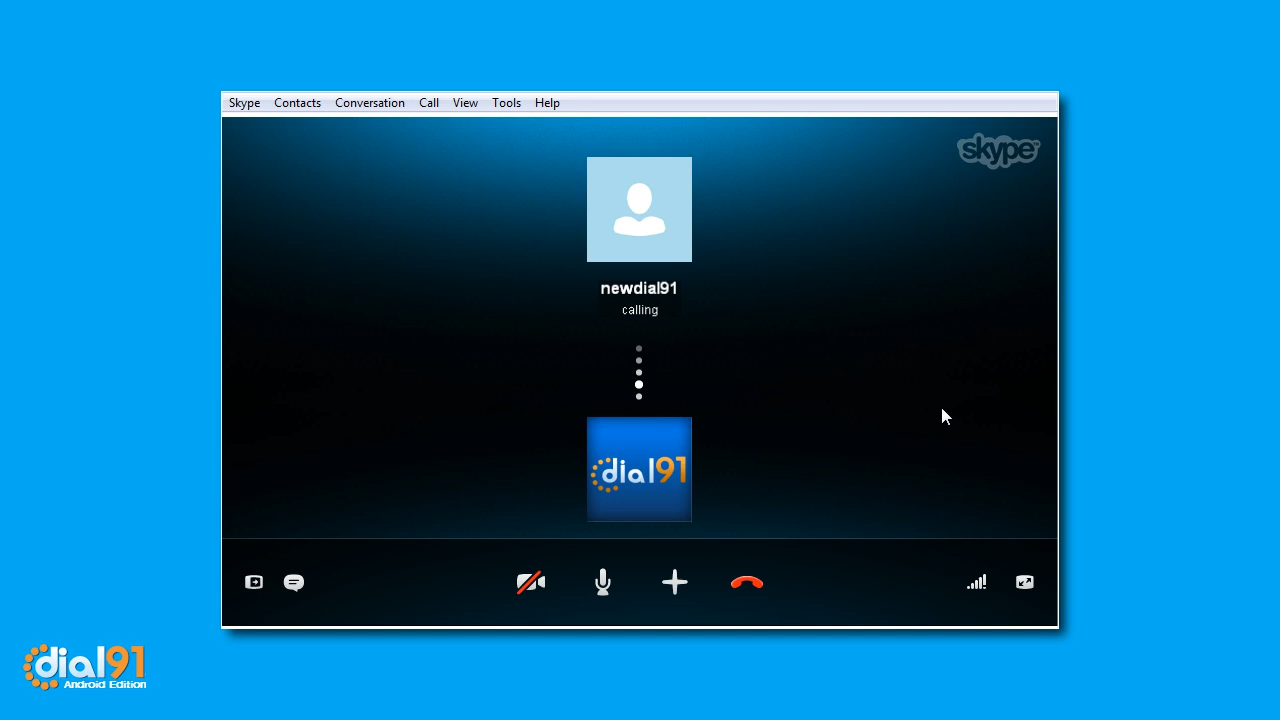 Skype Contacts Conversation Call View Tools Help
skype
newdial91
calling
dial91
dial91
Android Edition